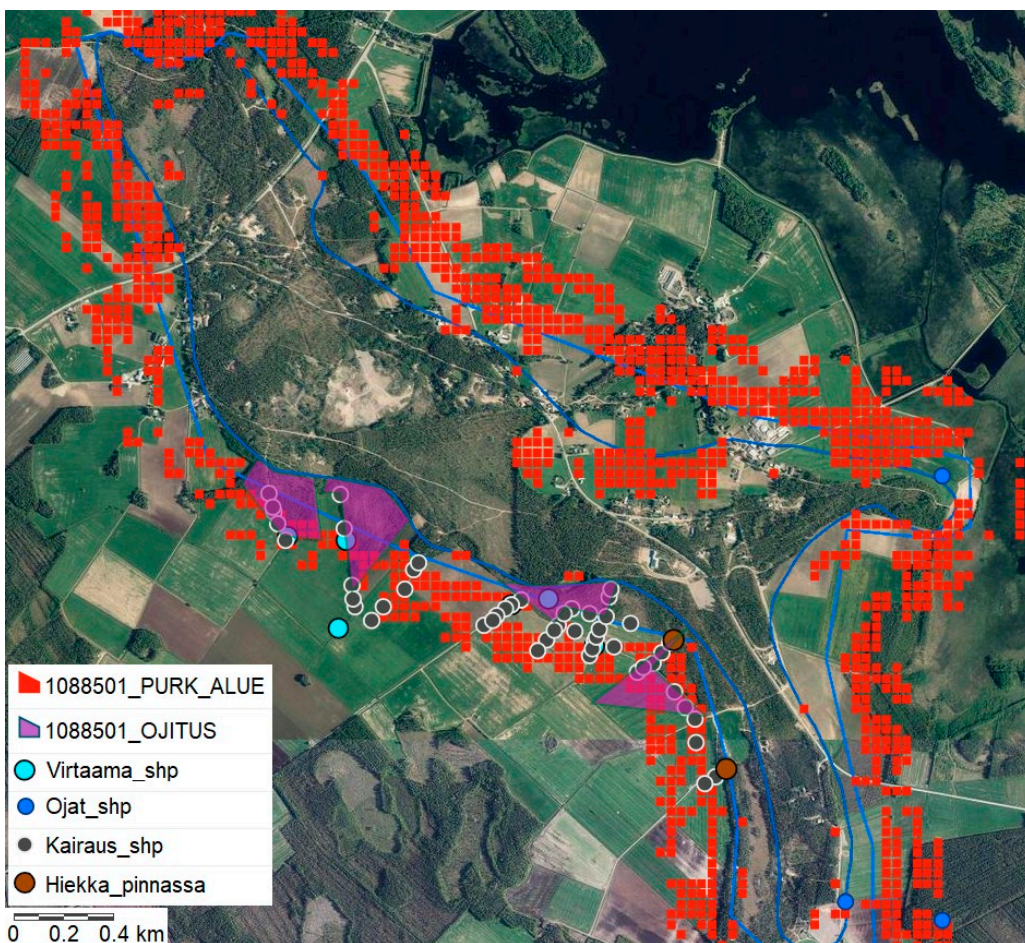 1088501_PURK_ALUE
1088501_OJITUS
Virtaama_shp
Ojat_shp
Kairaus_shp
Hiekka_pinnassa
0 0.2 0.4 km